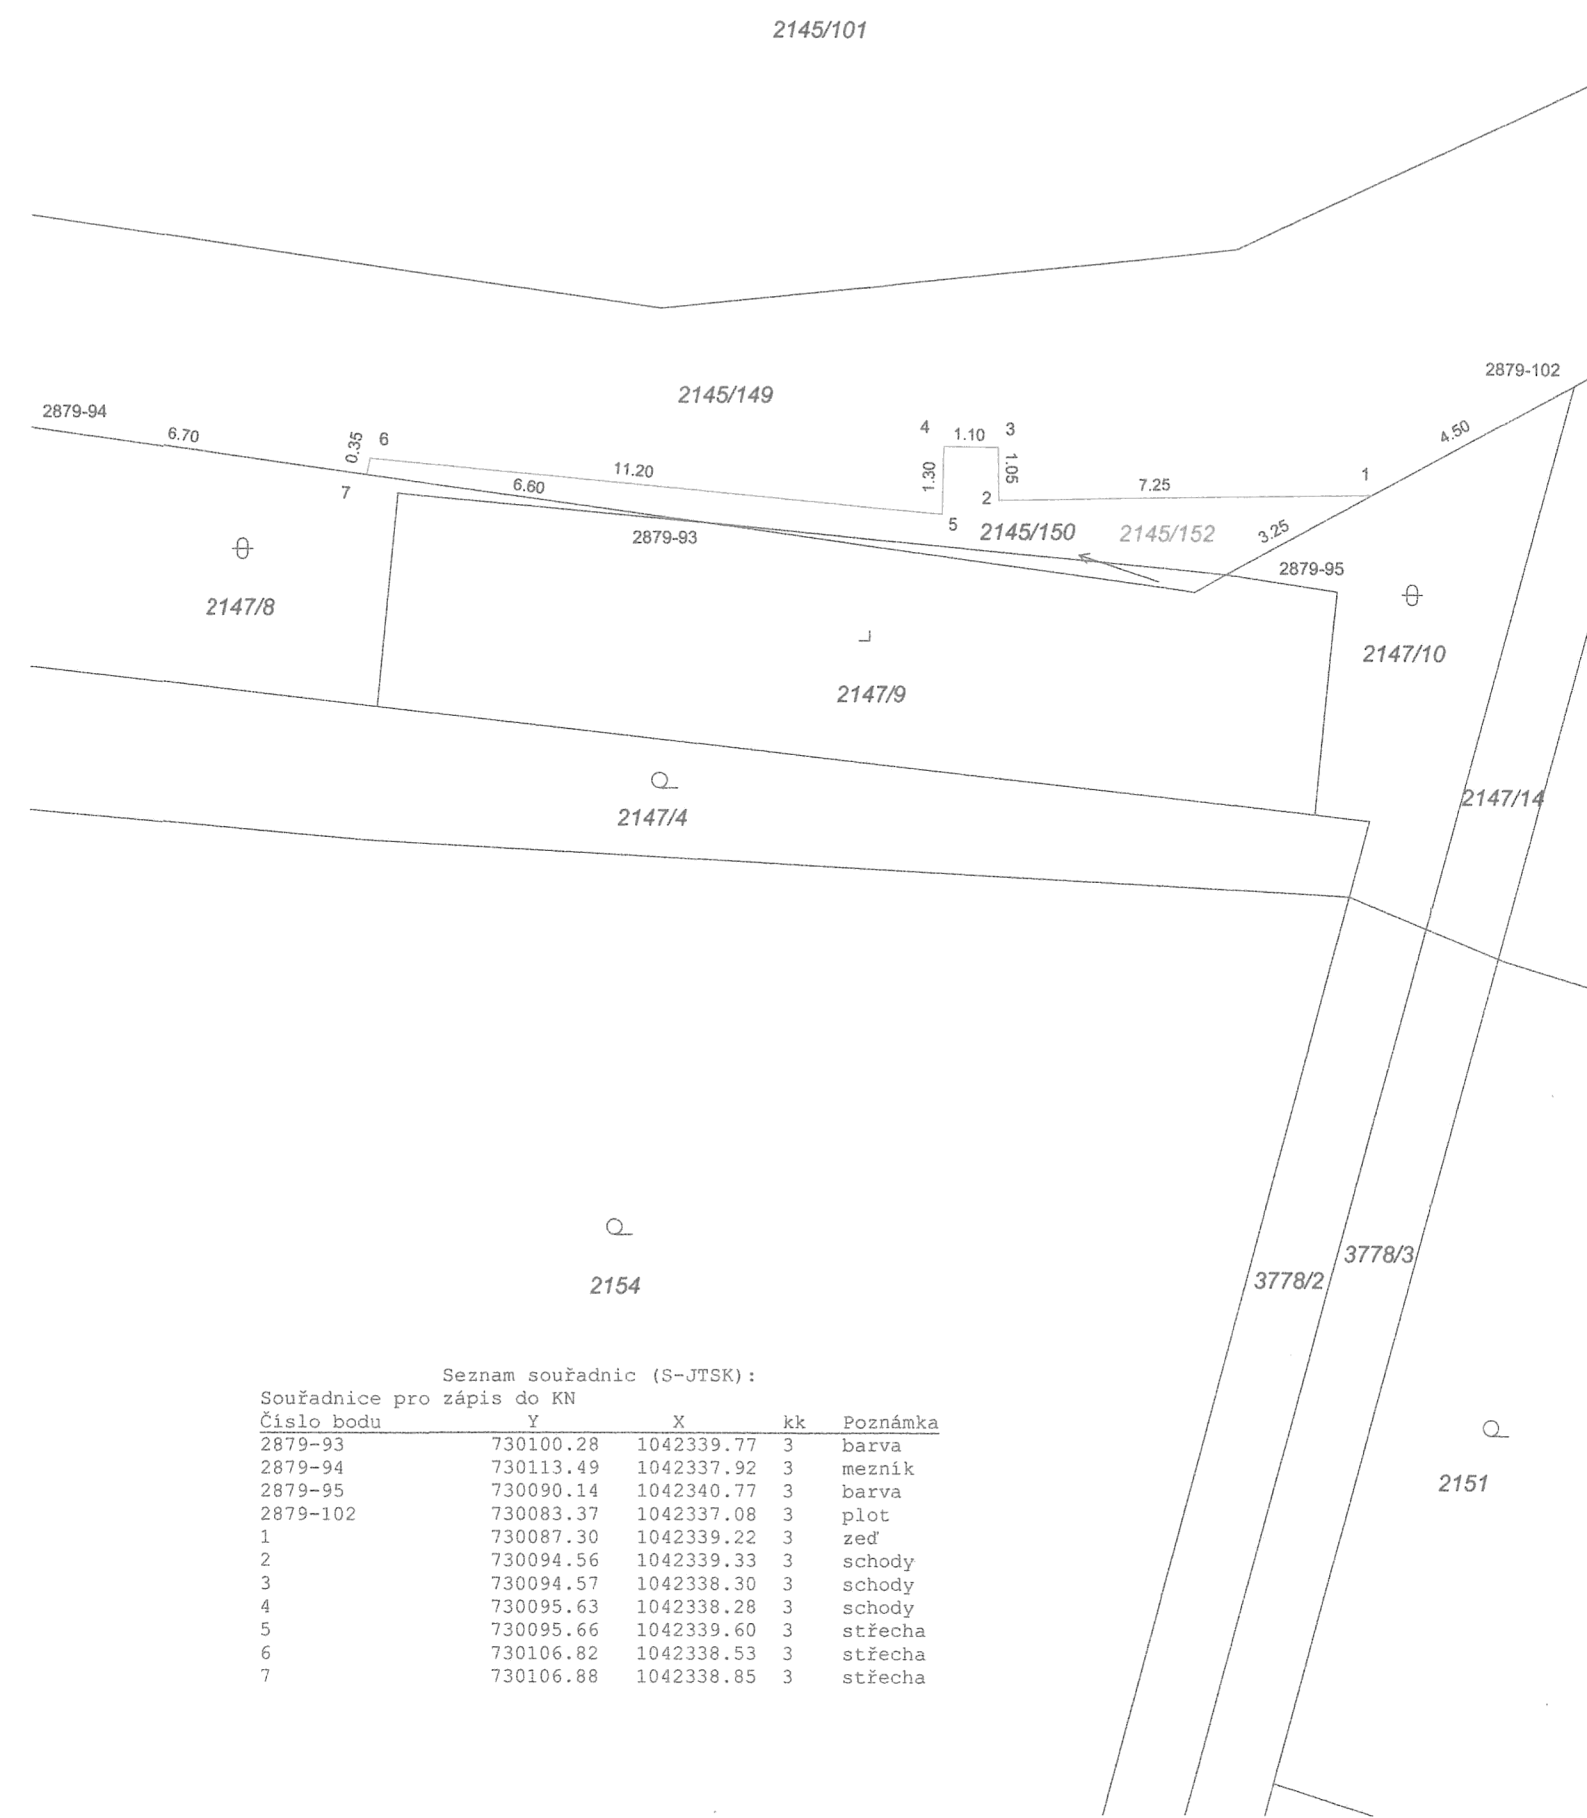 2145/101
2879-102
2145/149
2879-94
6.70
0.35
6
4
1.10
3
4.50
11.20
1.30
1.05
7.25
1
6.60
7
2
5
2145/150
2145/152
3.25
2879-93
2879-95
2147/8
2147/10
2147/9
2147/4
2147/14
2154
3778/2
3778/3
2151
Seznam souřadnic (S-JTSK):
Souřadnice pro zápis do KN
Číslo bodu Y X kk Poznámka
2879-93 730100.28 1042339.77 3 barva
2879-94 730113.49 1042337.92 3 mezník
2879-95 730090.14 1042340.77 3 barva
2879-102 730083.37 1042337.08 3 plot
1 730087.30 1042339.22 3 zeď
2 730094.56 1042339.33 3 schody
3 730094.57 1042338.30 3 schody
4 730095.63 1042338.28 3 schody
5 730095.66 1042339.60 3 střecha
6 730106.82 1042338.53 3 střecha
7 730106.88 1042338.85 3 střecha